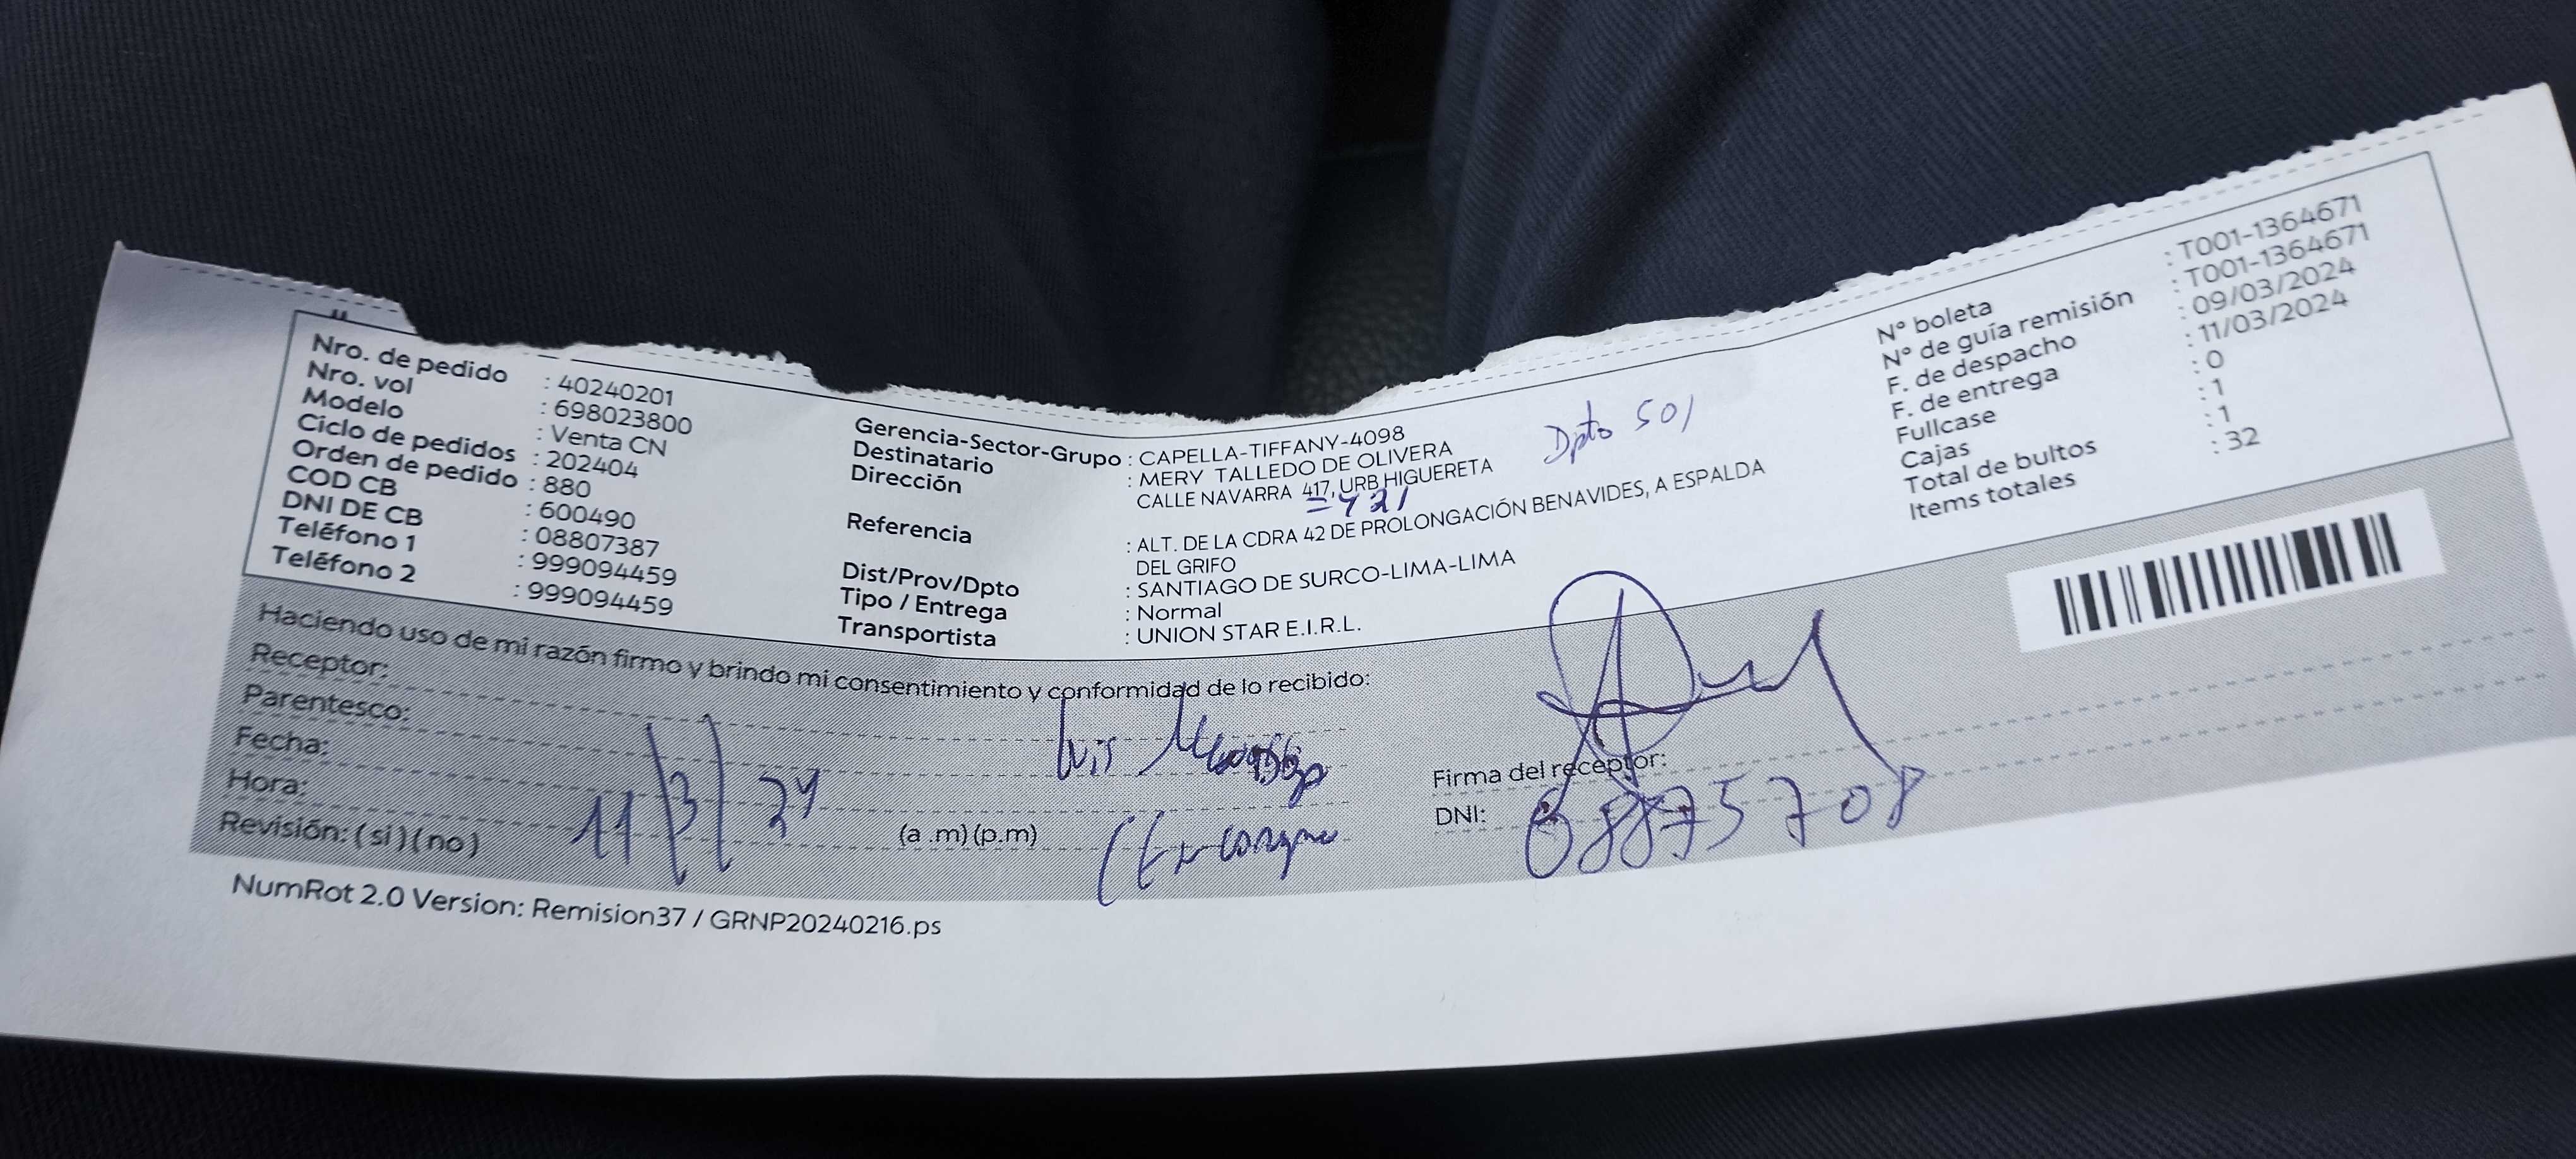 Nro. de pedido : 40240201
Nro. vol : 698023800
Modelo : Venta CN
Ciclo de pedidos : 202404
Orden de pedido : 880
COD CB : 600490
DNI DE CB : 08807387
Teléfono 1 : 999094459
Teléfono 2 : 999094459
Gerencia-Sector-Grupo : CAPELLA-TIFFANY-4098
Destinatario : MERY TALLEDO DE OLIVERA
Dirección CALLE NAVARRA 417, URB HIGUERETA
Dpto 501
421
Referencia : ALT. DE LA CDRA 42 DE PROLONGACIÓN BENAVIDES, A ESPALDA
DEL GRIFO
Dist/Prov/Dpto : SANTIAGO DE SURCO-LIMA-LIMA
Tipo / Entrega : Normal
Transportista : UNION STAR E.I.R.L.
N° boleta : T001-1364671
N° de guía remisión : T001-1364671
F. de despacho : 09/03/2024
F. de entrega : 11/03/2024
Fullcase : 0
Cajas : 1
Total de bultos : 1
Items totales : 32
Haciendo uso de mi razón firmo y brindo mi consentimiento y conformidad de lo recibido:
Receptor: Luis
Parentesco:
Fecha: 11/3/24
Hora: (a .m) (p.m)
Revisión: (si) (no)
Firma del receptor:
DNI: 08875708
NumRot 2.0 Version: Remision37 / GRNP20240216.ps